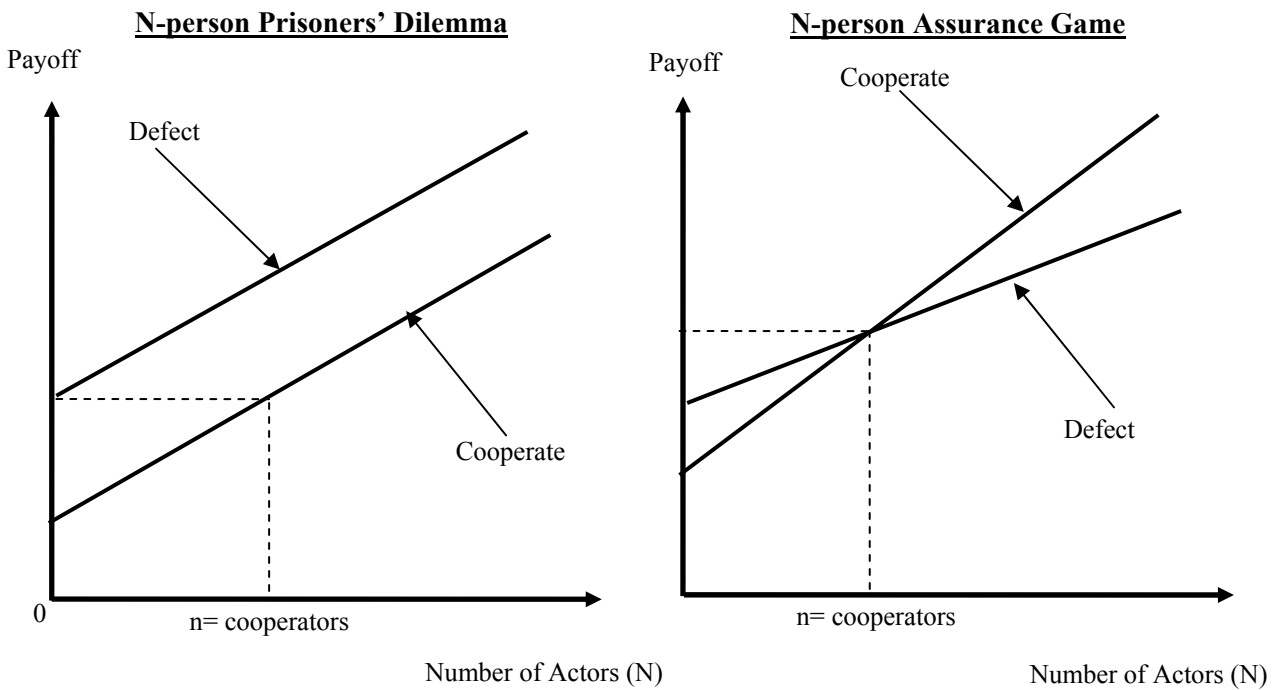 N-person Prisoners’ Dilemma
Payoff
Defect
Cooperate
0
n= cooperators
Number of Actors (N)
N-person Assurance Game
Payoff
Cooperate
Defect
n= cooperators
Number of Actors (N)